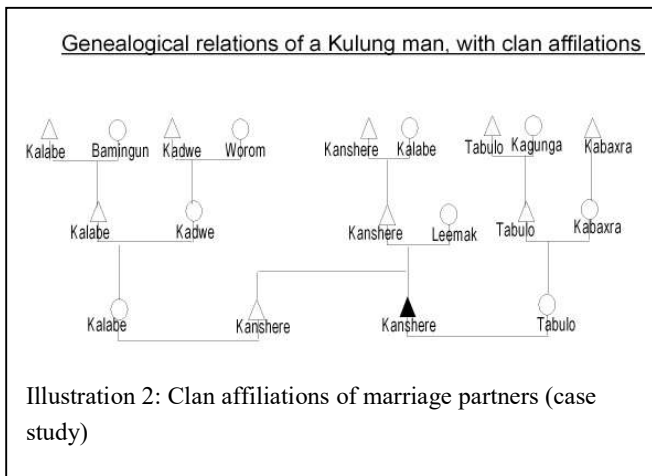 Genealogical relations of a Kulung man, with clan affilations
Kalabe Bamingun Kadwe Worom Kanshere Kalabe Tabulo Kagunga Kabaxra
Kalabe Kadwe Kanshere Leemak Tabulo Kabaxra
Kalabe Kanshere Kanshere Tabulo
Illustration 2: Clan affiliations of marriage partners (case
study)